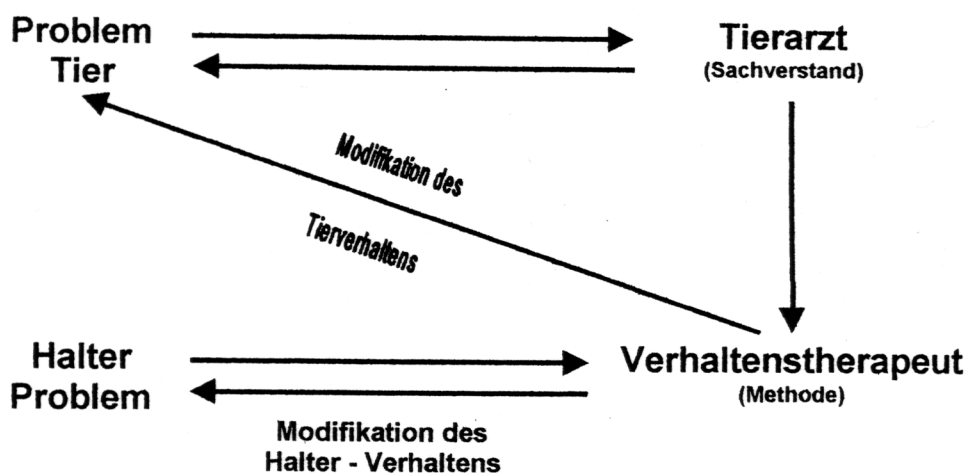 Problem
Tier
Tierarzt
(Sachverstand)
Modifikation des
Tierverhaltens
Halter
Problem
Verhaltenstherapeut
(Methode)
Modifikation des
Halter - Verhaltens